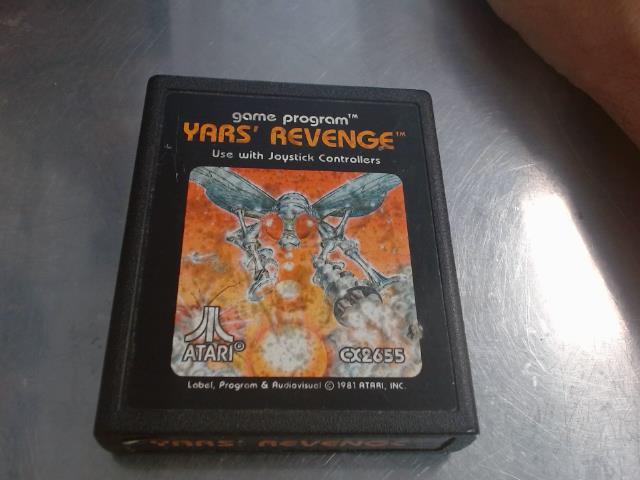 game program™
YARS' REVENGE™
Use with Joystick Controllers
ATARI®
CX2655
Label, Program & Audiovisual © 1981 ATARI, INC.
YARS' REVENGE